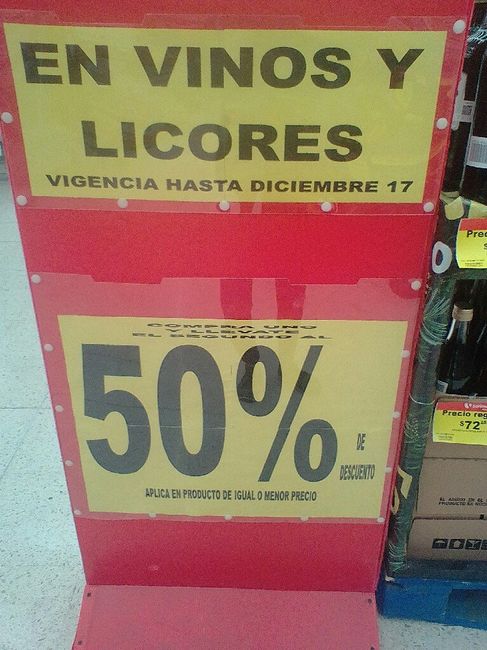 EN VINOS Y
LICORES
VIGENCIA HASTA DICIEMBRE 17
COMPRA UNO
Y LLEVATE
EL SEGUNDO AL
50%
DE
DESCUENTO
APLICA EN PRODUCTO DE IGUAL O MENOR PRECIO
Prec
$
Precio reg
$72